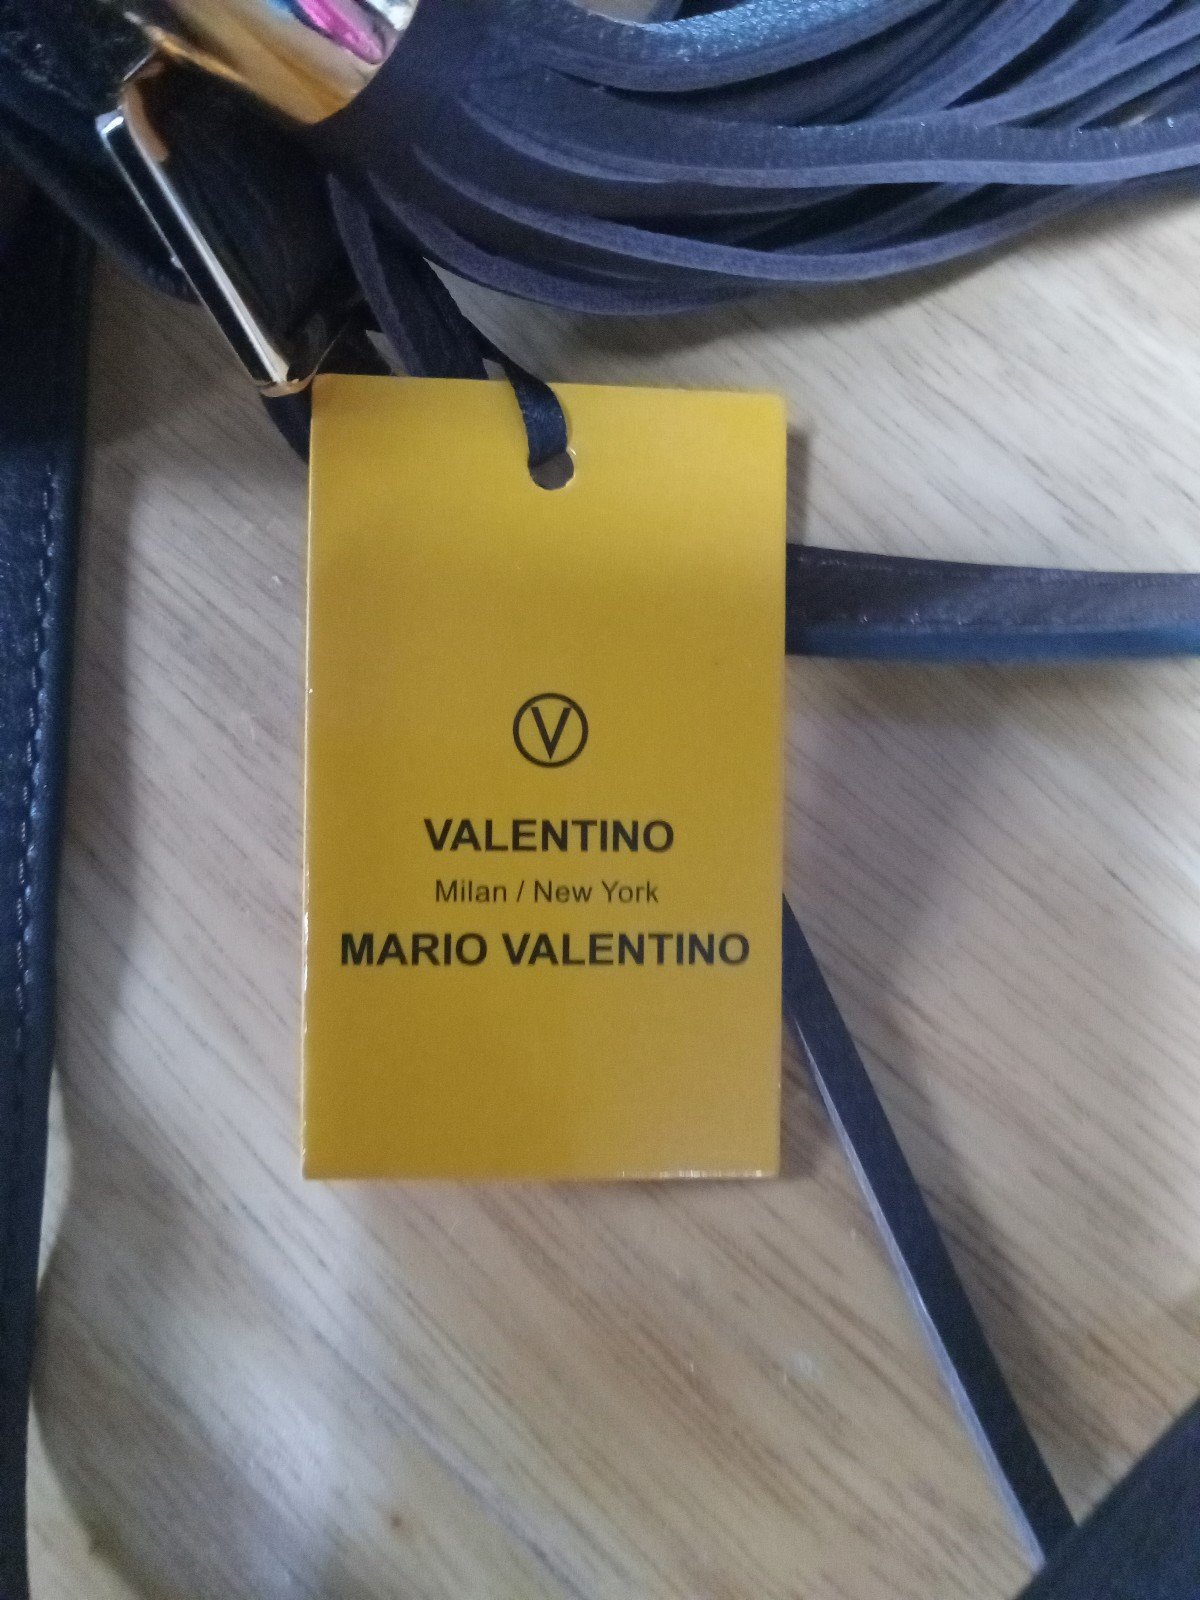 V
VALENTINO
Milan / New York
MARIO VALENTINO